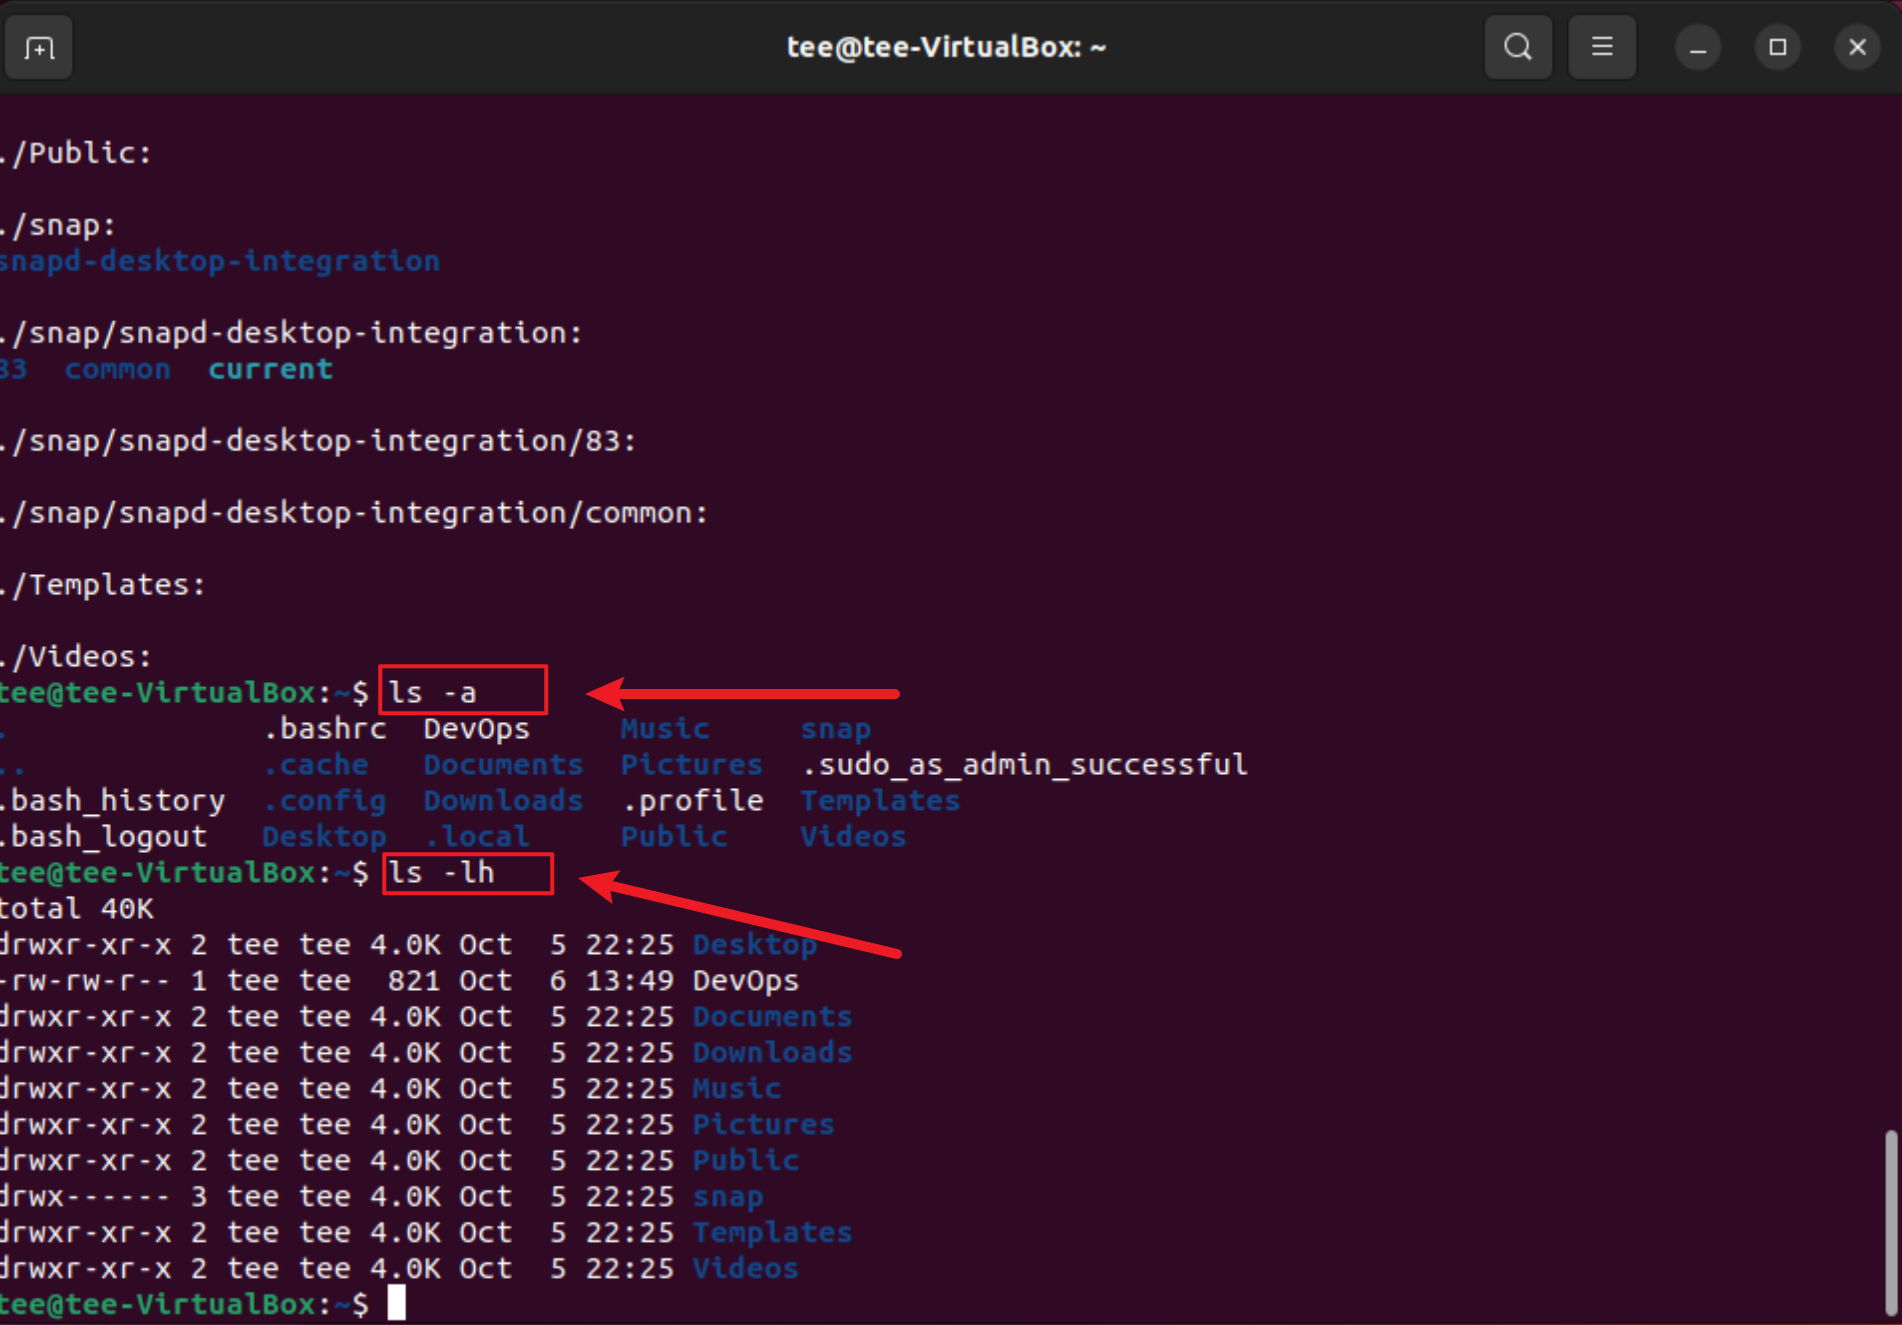 tee@tee-VirtualBox: ~
./Public:
./snap:
snapd-desktop-integration
./snap/snapd-desktop-integration:
83  common  current
./snap/snapd-desktop-integration/83:
./snap/snapd-desktop-integration/common:
./Templates:
./Videos:
tee@tee-VirtualBox:~$ ls -a
.              .bashrc  DevOps     Music     snap
..             .cache   Documents  Pictures  .sudo_as_admin_successful
.bash_history  .config  Downloads  .profile  Templates
.bash_logout   Desktop  .local     Public    Videos
tee@tee-VirtualBox:~$ ls -lh
total 40K
drwxr-xr-x 2 tee tee 4.0K Oct  5 22:25 Desktop
-rw-rw-r-- 1 tee tee  821 Oct  6 13:49 DevOps
drwxr-xr-x 2 tee tee 4.0K Oct  5 22:25 Documents
drwxr-xr-x 2 tee tee 4.0K Oct  5 22:25 Downloads
drwxr-xr-x 2 tee tee 4.0K Oct  5 22:25 Music
drwxr-xr-x 2 tee tee 4.0K Oct  5 22:25 Pictures
drwxr-xr-x 2 tee tee 4.0K Oct  5 22:25 Public
drwx------ 3 tee tee 4.0K Oct  5 22:25 snap
drwxr-xr-x 2 tee tee 4.0K Oct  5 22:25 Templates
drwxr-xr-x 2 tee tee 4.0K Oct  5 22:25 Videos
tee@tee-VirtualBox:~$